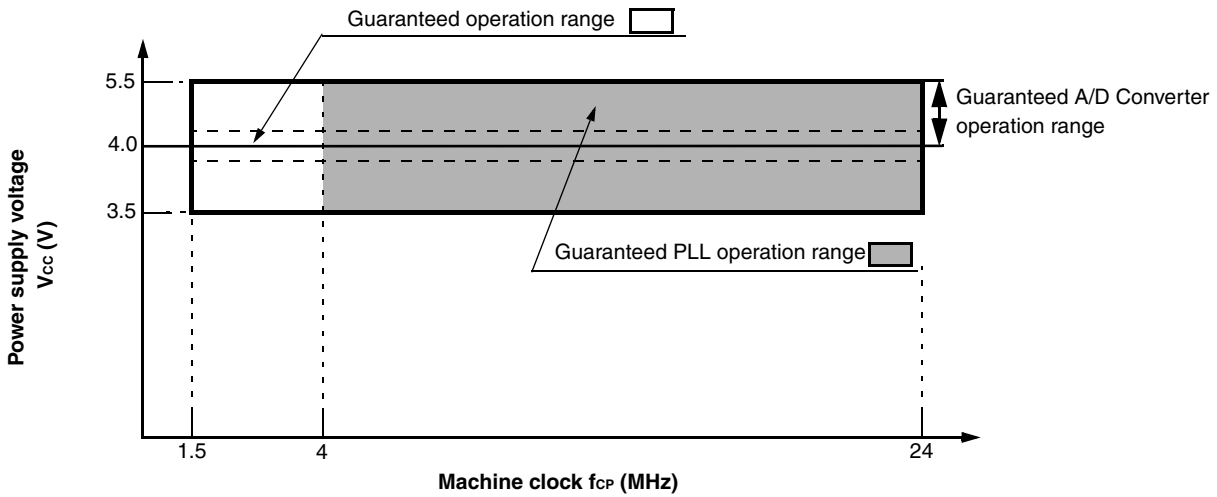 Guaranteed operation range
5.5
4.0
3.5
Guaranteed A/D Converter
operation range
Power supply voltage
Vcc (V)
Guaranteed PLL operation range
1.5
4
24
Machine clock fCP (MHz)